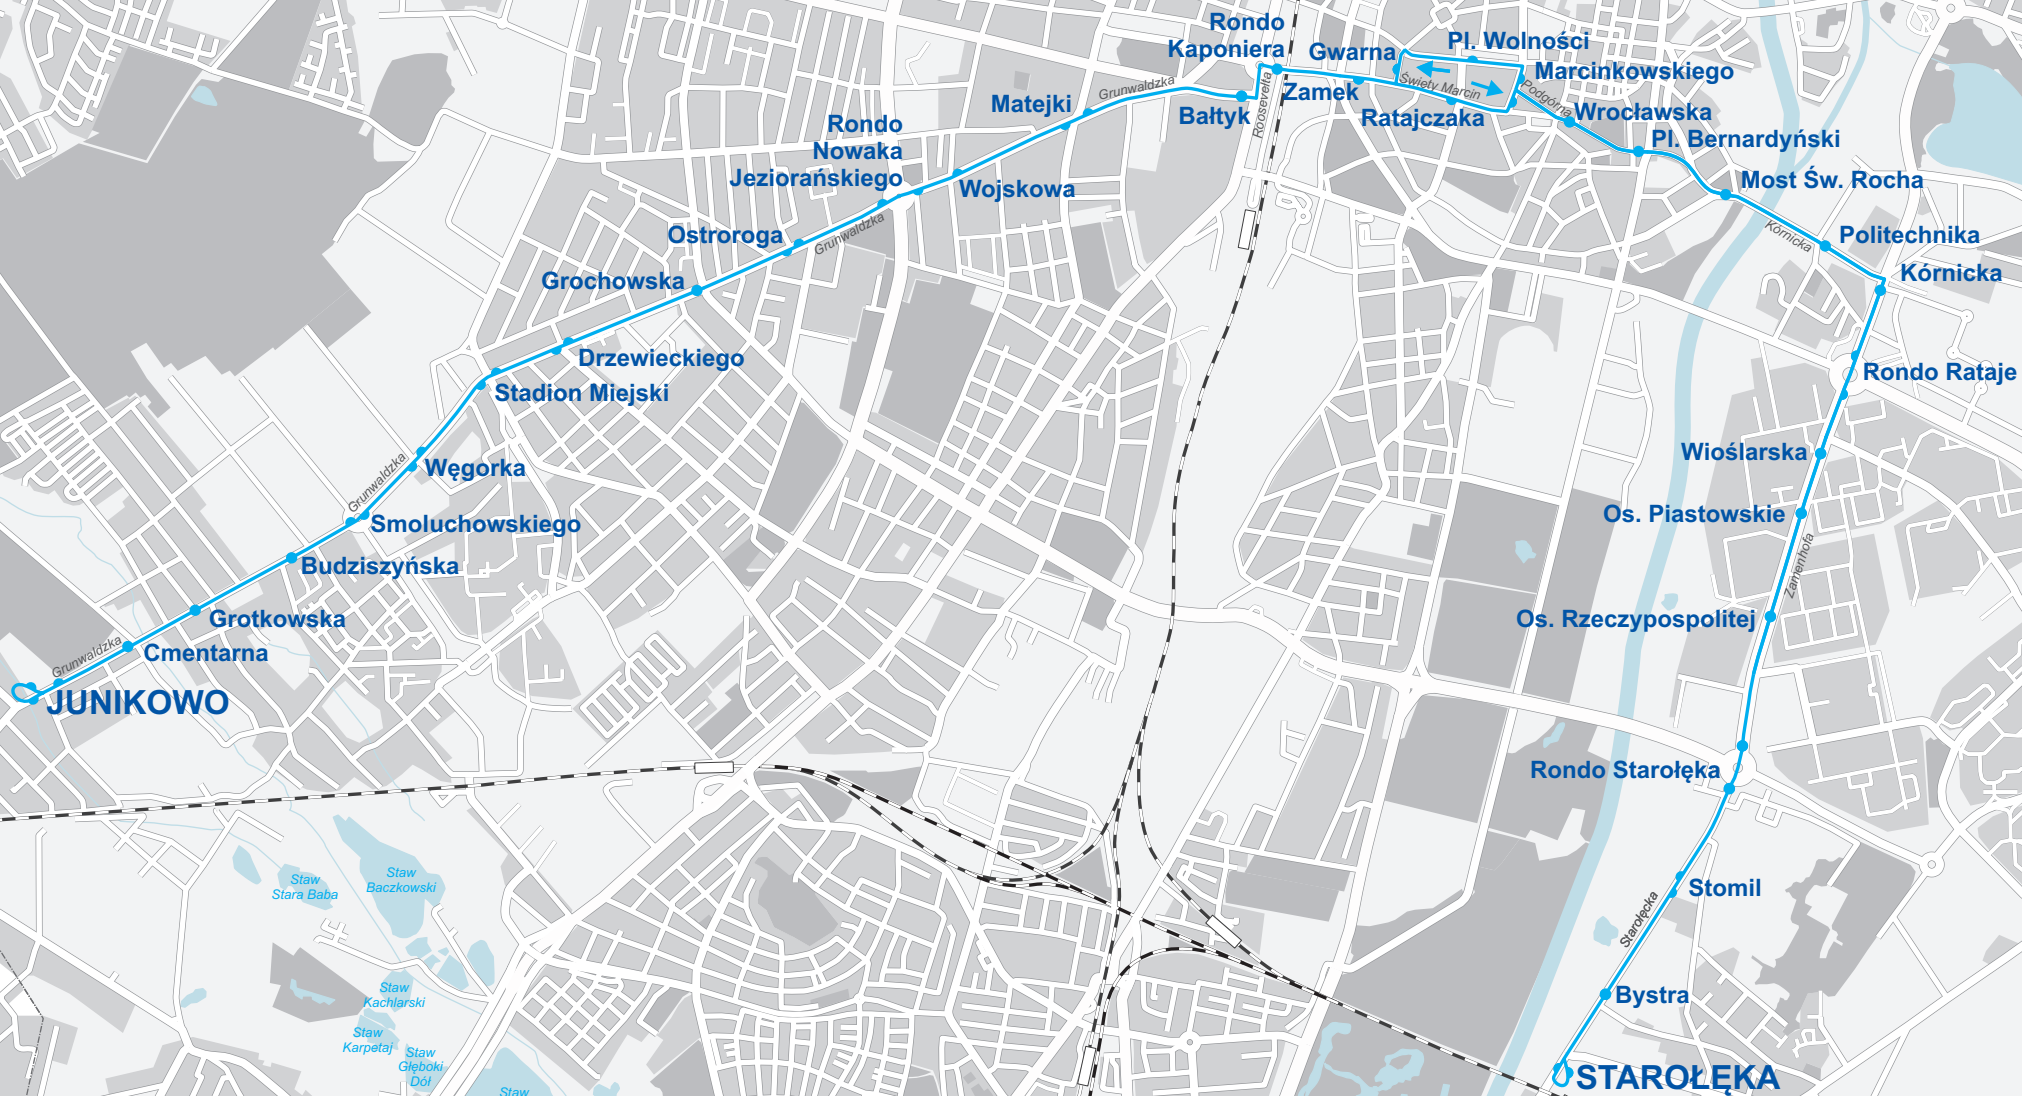 Rondo
Kaponiera
Gwarna
Pl. Wolności
Marcinkowskiego
Święty Marcin
Podgórna
Grunwaldzka
Roosevelta
Zamek
Bałtyk
Ratajczaka
Wrocławska
Matejki
Pl. Bernardyński
Rondo
Nowaka
Jeziorańskiego
Wojskowa
Most Św. Rocha
Grunwaldzka
Ostroroga
Kórnicka
Politechnika
Grochowska
Kórnicka
Drzewieckiego
Stadion Miejski
Rondo Rataje
Wioślarska
Węgorka
Grunwaldzka
Smoluchowskiego
Os. Piastowskie
Budziszyńska
Zamenhofa
Grotkowska
Os. Rzeczypospolitej
Cmentarna
Grunwaldzka
JUNIKOWO
Rondo Starołęka
Staw
Stara Baba
Staw
Baczkowski
Stomil
Starołęcka
Bystra
Staw
Kachlarski
Staw
Karpetaj
Staw
Głęboki
Dół
Staw
STAROŁĘKA